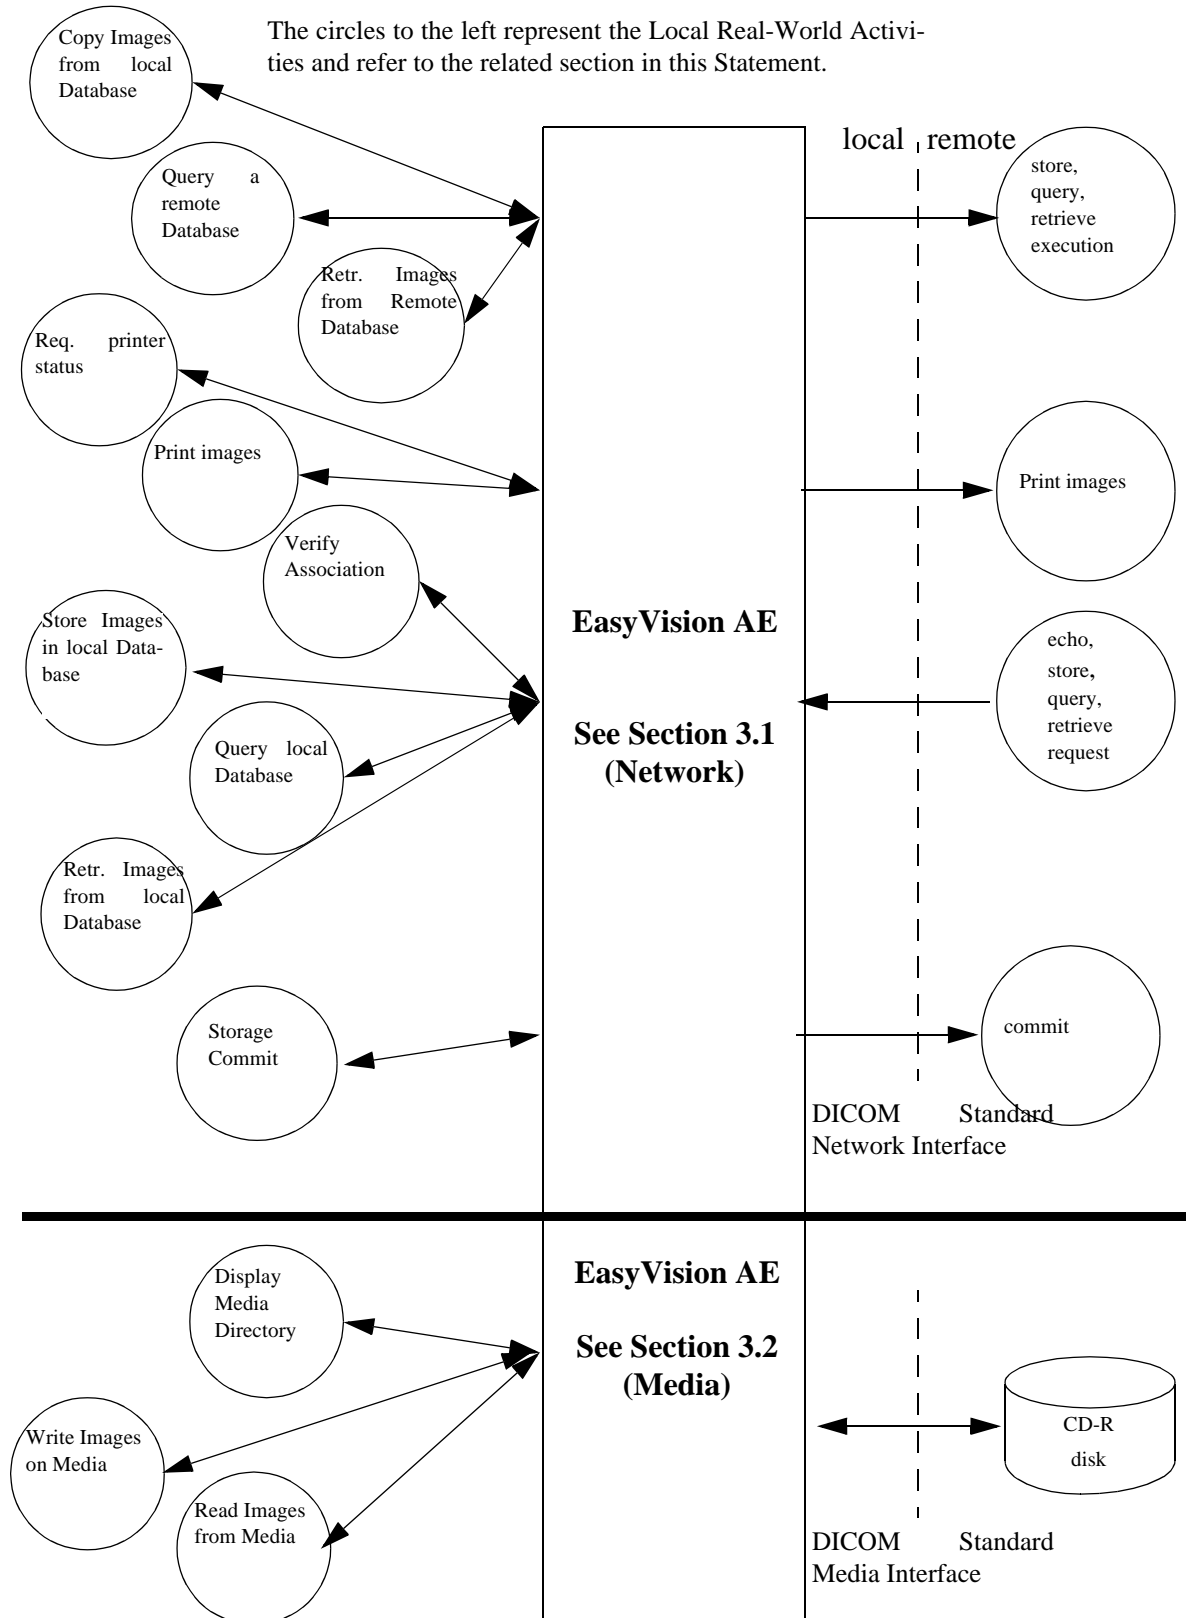 The circles to the left represent the Local Real-World Activi-
ties and refer to the related section in this Statement.
Copy Images
from local
Database
Query a
remote
Database
Retr. Images
from Remote
Database
Req. printer
status
Print images
Verify
Association
Store Images
in local Data-
base
Query local
Database
Retr. Images
from local
Database
Storage
Commit
EasyVision AE
See Section 3.1
(Network)
local remote
store,
query,
retrieve
execution
Print images
echo,
store,
query,
retrieve
request
commit
DICOM Standard
Network Interface
Display
Media
Directory
Write Images
on Media
Read Images
from Media
EasyVision AE
See Section 3.2
(Media)
CD-R
disk
DICOM Standard
Media Interface